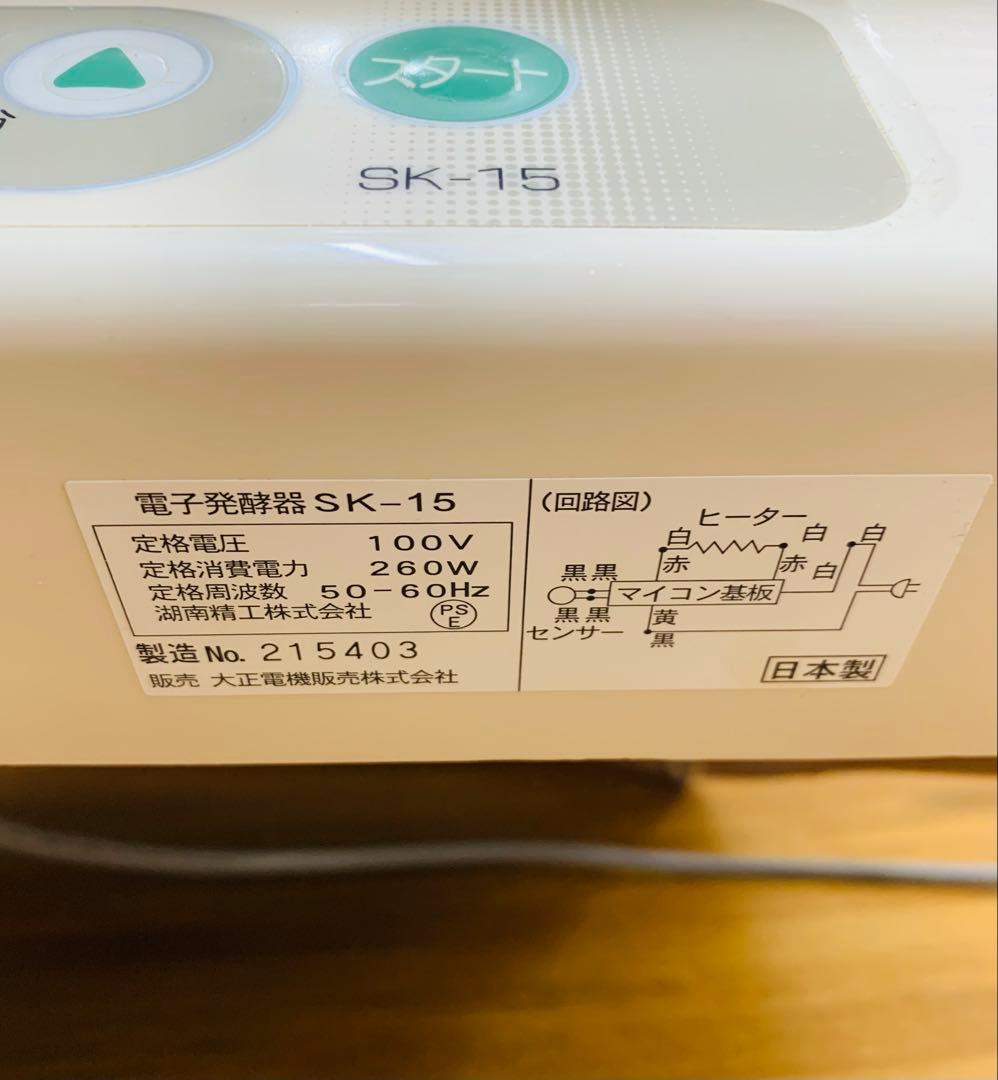 スタート
SK-15
電子発酵器 SK-15
定格電圧 100V
定格消費電力 260W
定格周波数 50-60Hz
湖南精工株式会社 PSE
製造No. 215403
販売 大正電機販売株式会社
(回路図)
ヒーター
白 白 白
赤 赤 白
黒 黒
マイコン基板
黒 黒 黄
センサー 黒
日本製